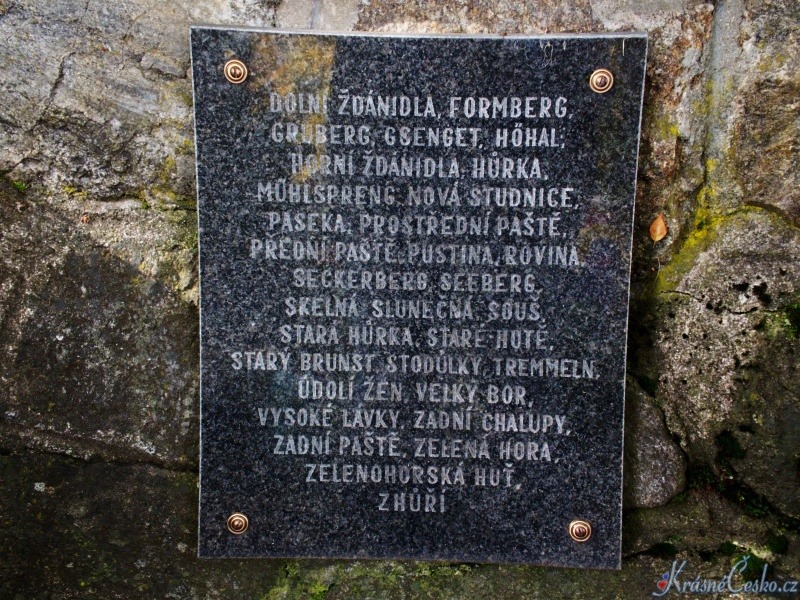 DOLNÍ ŽDÁNIDLA, FORMBERG,
GRUBERG, GSENGET, HÖHAL,
HORNÍ ŽDÁNIDLA, HŮRKA,
MÜHLSPRENG, NOVÁ STUDNICE,
PASEKA, PROSTŘEDNÍ PAŠTĚ,
PŘEDNÍ PAŠTĚ, PUSTINA, ROVINA,
SECKERBERG, SEEBERG,
SKELNÁ, SLUNEČNÁ, SOUŠ,
STARÁ HŮRKA, STARÉ HUTĚ,
STARÝ BRUNST, STODŮLKY, TREMMELN,
ÚDOLÍ ŽEN, VELKÝ BOR,
VYSOKÉ LÁVKY, ZADNÍ CHALUPY,
ZADNÍ PAŠTĚ, ZELENÁ HORA,
ZELENOHORSKÁ HUŤ,
ZHŮŘÍ
KrásnéČesko.cz